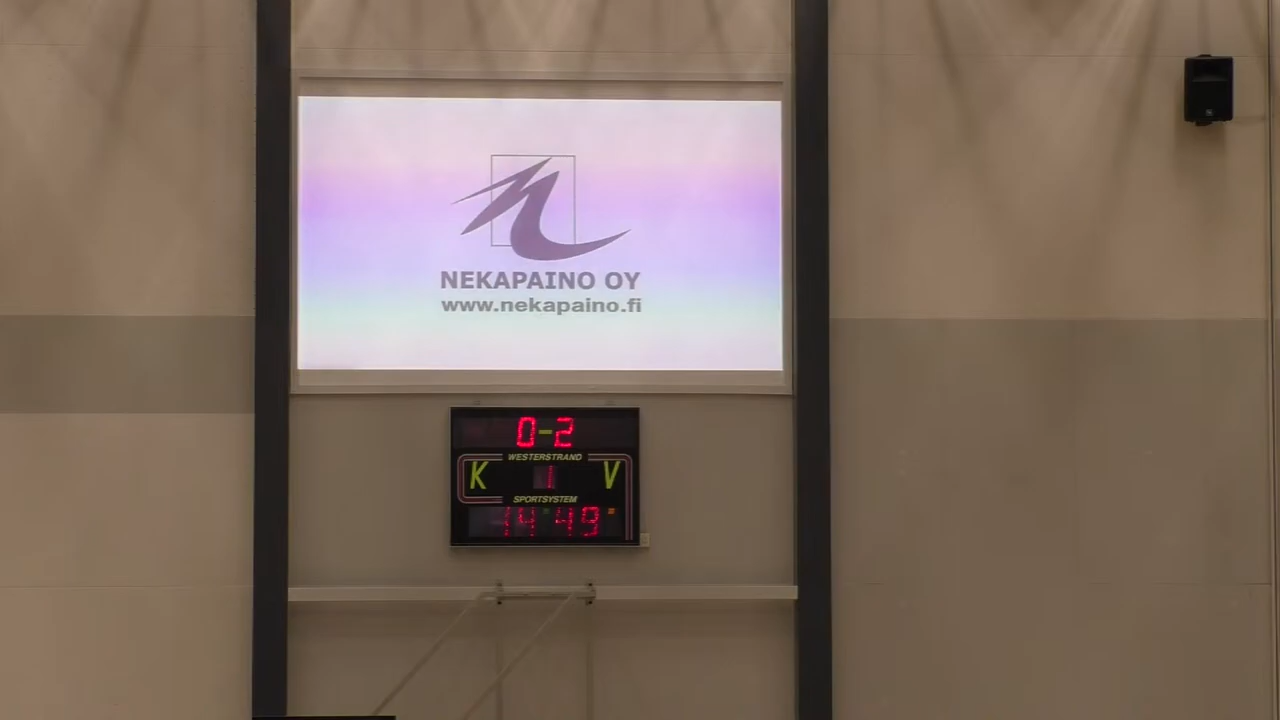 NEKAPAINO OY
www.nekapaino.fi
0-2
WESTERSTRAND
K 1 V
SPORTSYSTEM
14 49